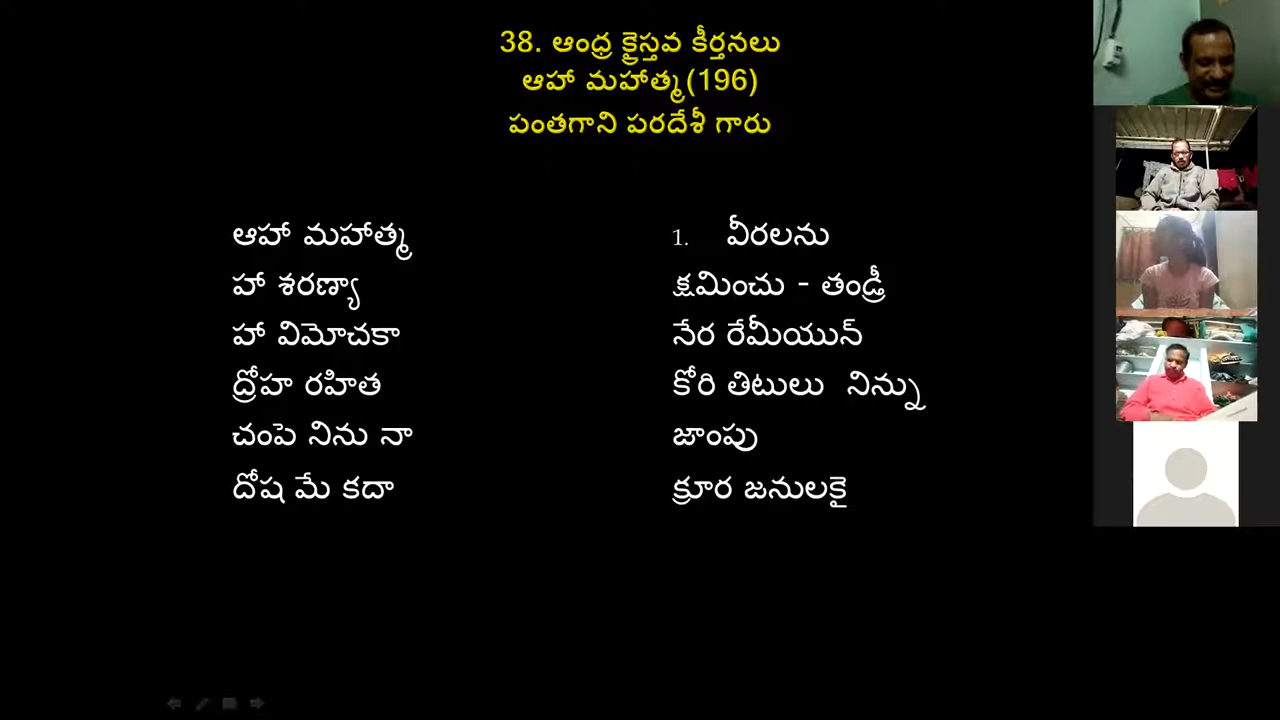 38. ఆంధ్ర క్రైస్తవ కీర్తనలు
ఆహా మహాత్మ(196)
పంతగాని పరదేశీ గారు
ఆహా మహాత్మ
హా శరణ్యా
హా విమోచకా
ద్రోహ రహిత
చంపె నిను నా
దోష మే కదా
1. వీరలను
క్షమించు - తండ్రీ
నేర రేమీయున్
కోరి తిటులు నిన్ను
జాంపు
క్రూర జనులకై